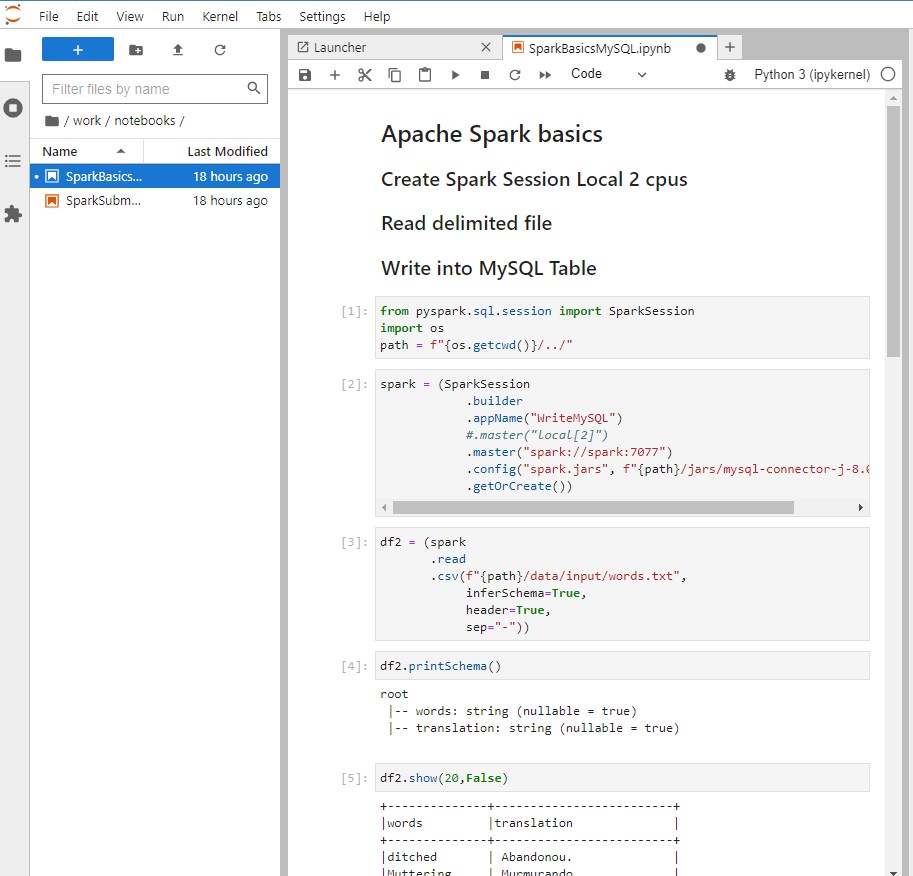 File Edit View Run Kernel Tabs Settings Help
+
Filter files by name
/ work / notebooks /
Name Last Modified
SparkBasics... 18 hours ago
SparkSubm... 18 hours ago
Launcher
SparkBasicsMySQL.ipynb
Code
Python 3 (ipykernel)
Apache Spark basics
Create Spark Session Local 2 cpus
Read delimited file
Write into MySQL Table
[1]: from pyspark.sql.session import SparkSession
import os
path = f"{os.getcwd()}/../"
[2]: spark = (SparkSession
.builder
.appName("WriteMySQL")
#.master("local[2]")
.master("spark://spark:7077")
.config("spark.jars", f"{path}/jars/mysql-connector-j-8.0
.getOrCreate())
[3]: df2 = (spark
.read
.csv(f"{path}/data/input/words.txt",
inferSchema=True,
header=True,
sep="-"))
[4]: df2.printSchema()
root
|-- words: string (nullable = true)
|-- translation: string (nullable = true)
[5]: df2.show(20,False)
+--------------+-------------------------+
|words         |translation              |
+--------------+-------------------------+
|ditched       | Abandonou.              |
|Muttering     | Murmurando